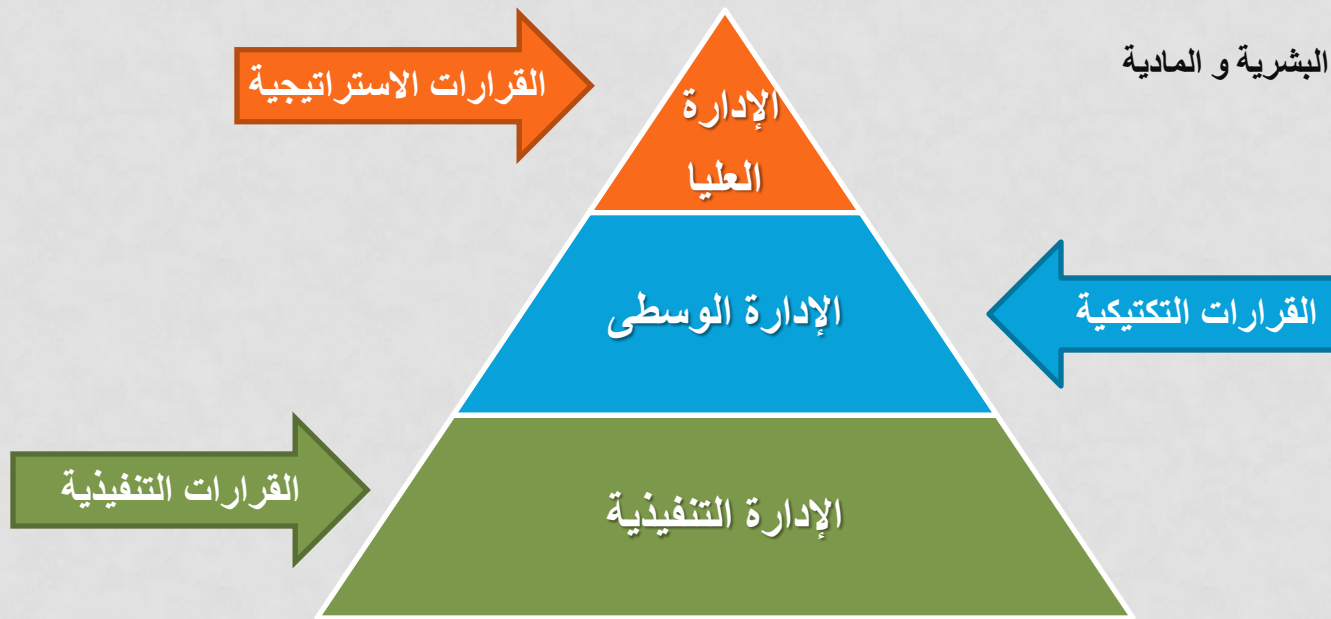 البشرية و المادية
القرارات الاستراتيجية
الإدارة
العليا
الإدارة الوسطى
القرارات التكتيكية
القرارات التنفيذية
الإدارة التنفيذية